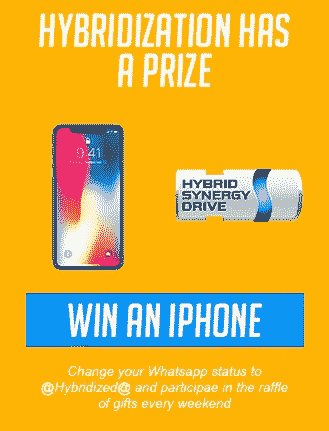 HYBRIDIZATION HAS
A PRIZE
9:41
HYBRID
SYNERGY
DRIVE
WIN AN IPHONE
Change your Whatsapp status to
@Hybridized@ and participae in the raffle
of gifts every weekend